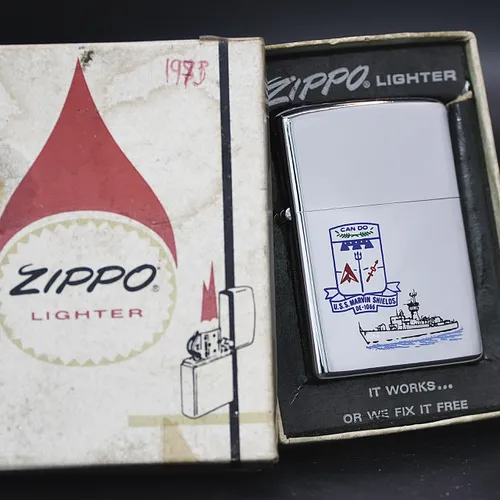 1973
ZIPPO®
LIGHTER
ZIPPO® LIGHTER
CAN DO
U.S.S. MARVIN SHIELDS
DE-1066
IT WORKS...
OR WE FIX IT FREE